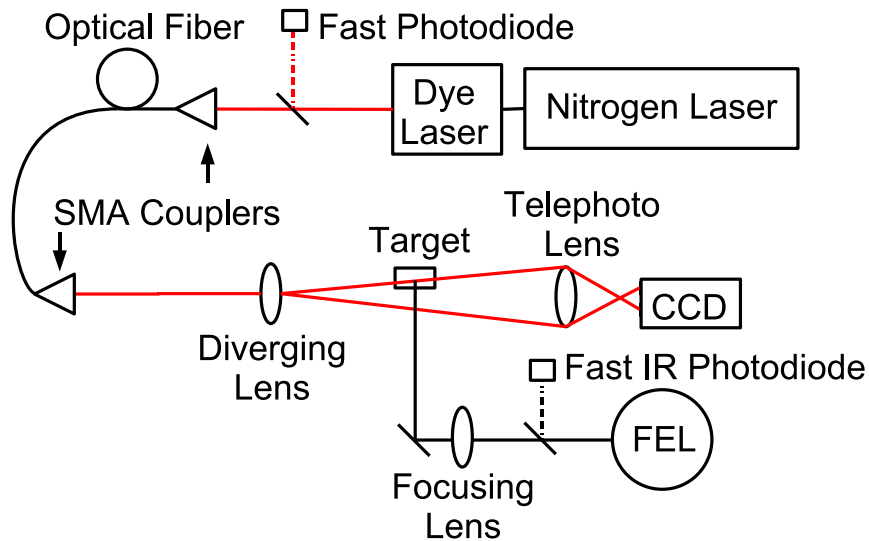 Optical Fiber
Fast Photodiode
Dye
Laser
Nitrogen Laser
SMA Couplers
Target
Telephoto
Lens
CCD
Diverging
Lens
Fast IR Photodiode
FEL
Focusing
Lens